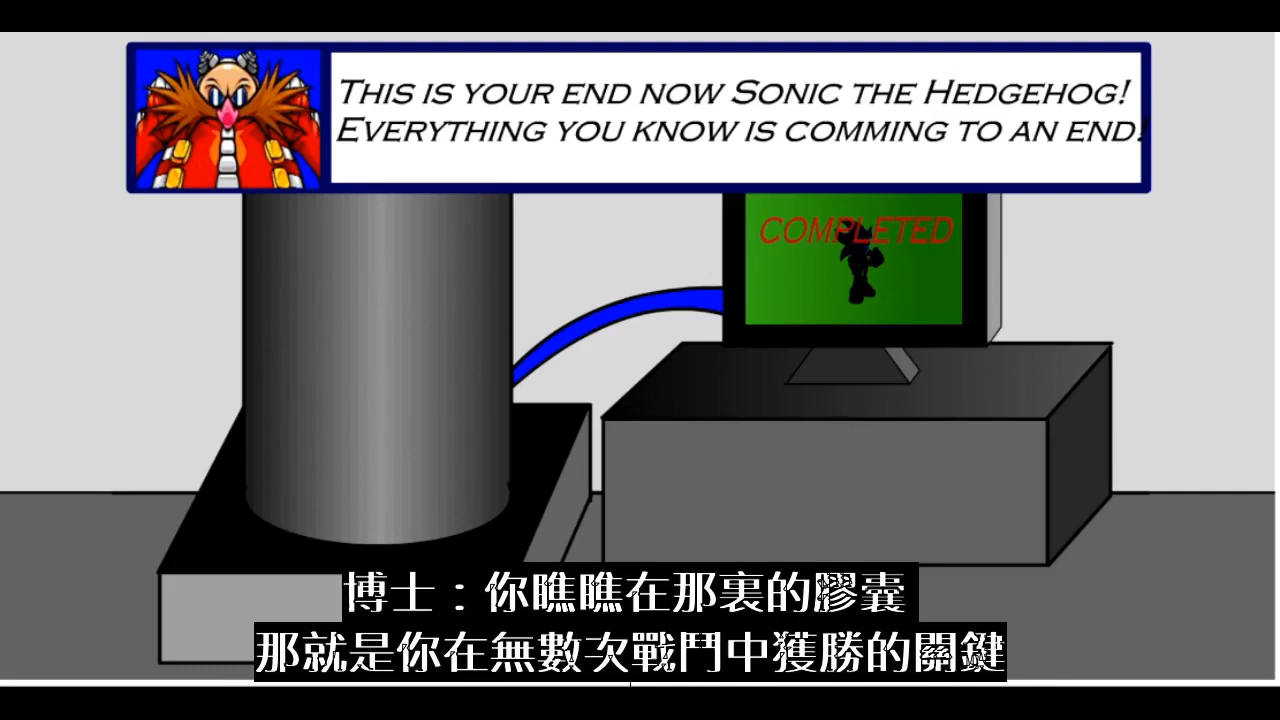 THIS IS YOUR END NOW SONIC THE HEDGEHOG!
EVERYTHING YOU KNOW IS COMMING TO AN END!
COMPLETED
博士：你瞧瞧在那裏的膠囊
那就是你在無數次戰鬥中獲勝的關鍵